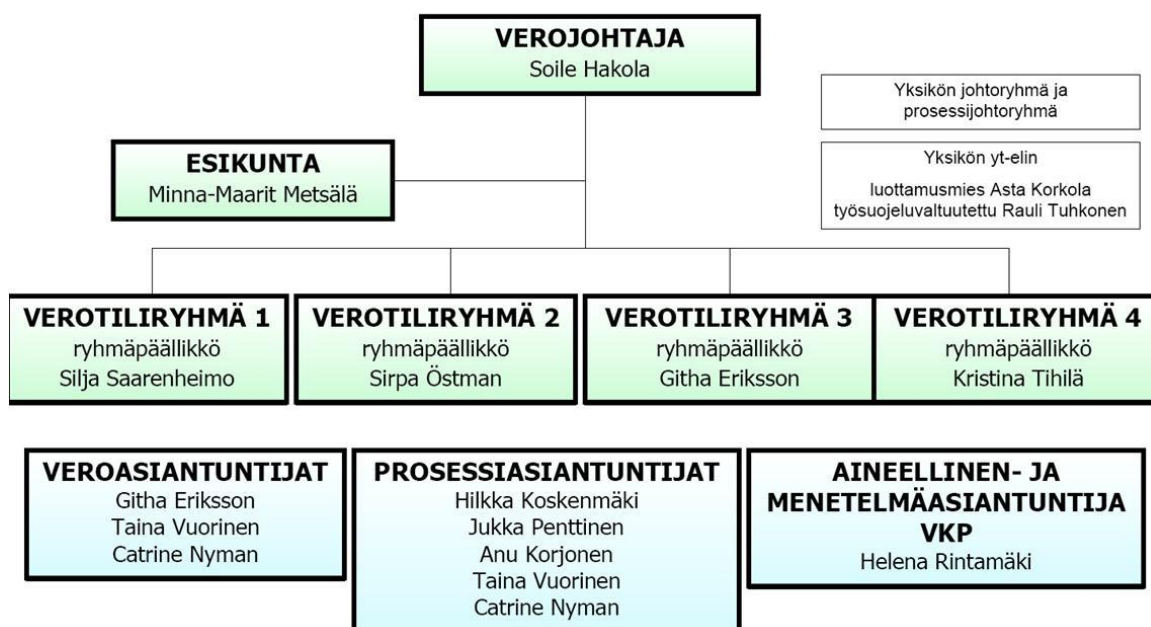 VEROJOHTAJA
Soile Hakola
Yksikön johtoryhmä ja
prosessijohtoryhmä
ESIKUNTA
Minna-Maarit Metsälä
Yksikön yt-elin
luottamusmies Asta Korkola
työsuojeluvaltuutettu Rauli Tuhkonen
VEROTILIRYHMÄ 1
ryhmäpäällikkö
Silja Saarenheimo
VEROTILIRYHMÄ 2
ryhmäpäällikkö
Sirpa Östman
VEROTILIRYHMÄ 3
ryhmäpäällikkö
Githa Eriksson
VEROTILIRYHMÄ 4
ryhmäpäällikkö
Kristina Tihilä
VEROASIANTUNTIJAT
Githa Eriksson
Taina Vuorinen
Catrine Nyman
PROSESSIASIANTUNTIJAT
Hilkka Koskenmäki
Jukka Penttinen
Anu Korjonen
Taina Vuorinen
Catrine Nyman
AINEELLINEN- JA
MENETELMÄASIANTUNTIJA
VKP
Helena Rintamäki